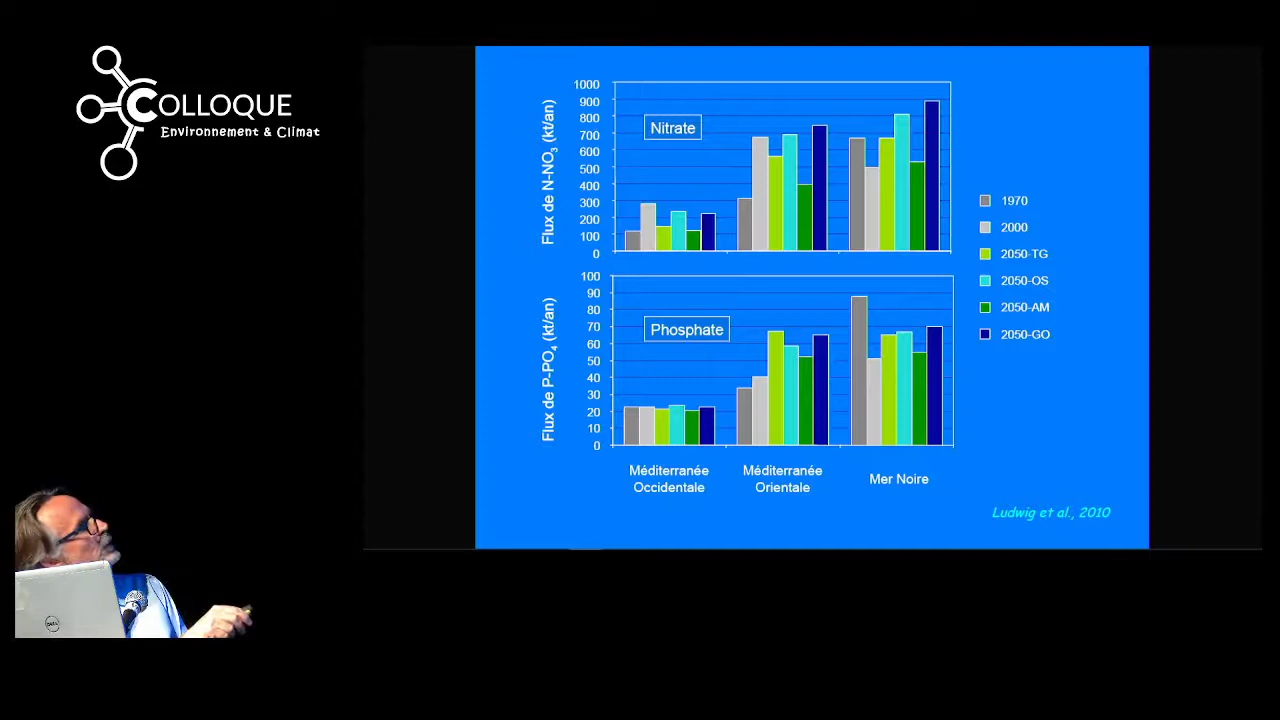 COLLOQUE
Environnement & Climat
Flux de N-NO3 (kt/an)
1000
900
800
700
600
500
400
300
200
100
0
Nitrate
Flux de P-PO4 (kt/an)
100
90
80
70
60
50
40
30
20
10
0
Phosphate
Méditerranée
Occidentale
Méditerranée
Orientale
Mer Noire
1970
2000
2050-TG
2050-OS
2050-AM
2050-GO
Ludwig et al., 2010
DELL